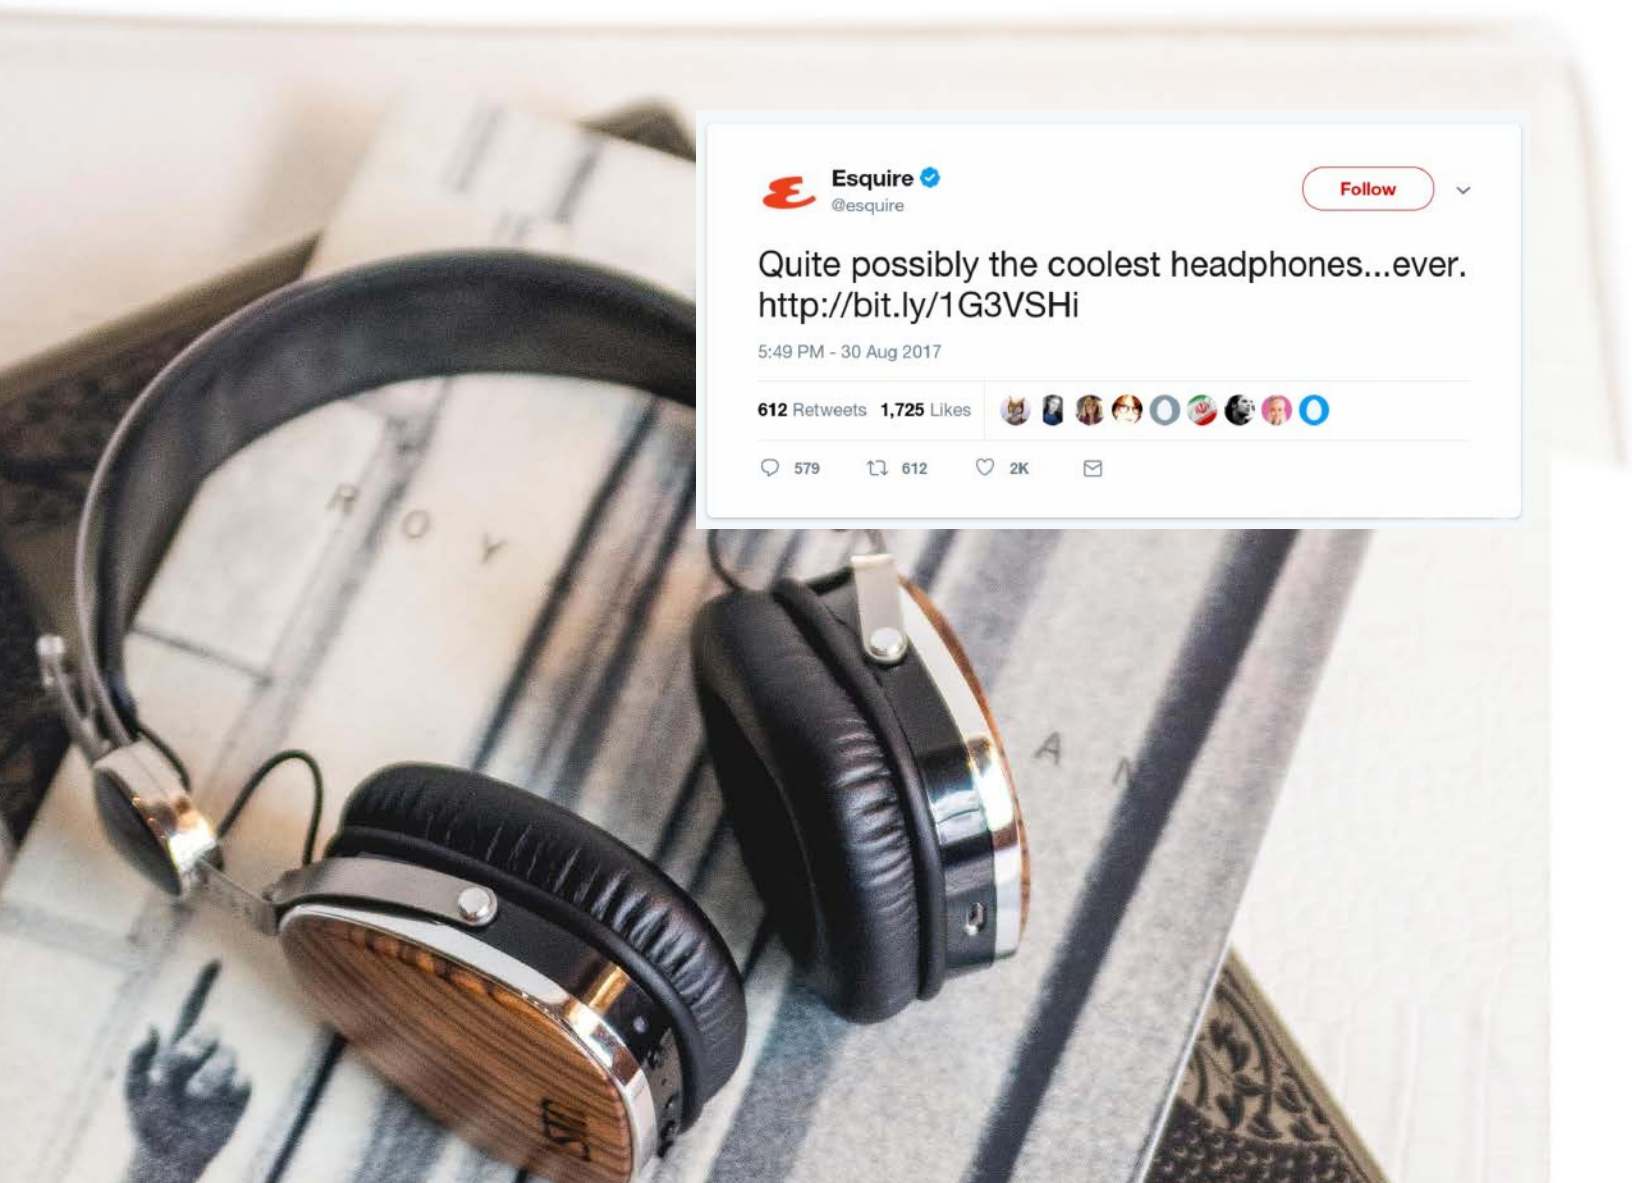 Esquire
@esquire
Follow
Quite possibly the coolest headphones...ever.
http://bit.ly/1G3VSHi
5:49 PM - 30 Aug 2017
612 Retweets 1,725 Likes
579 612 2K
R O Y
A N